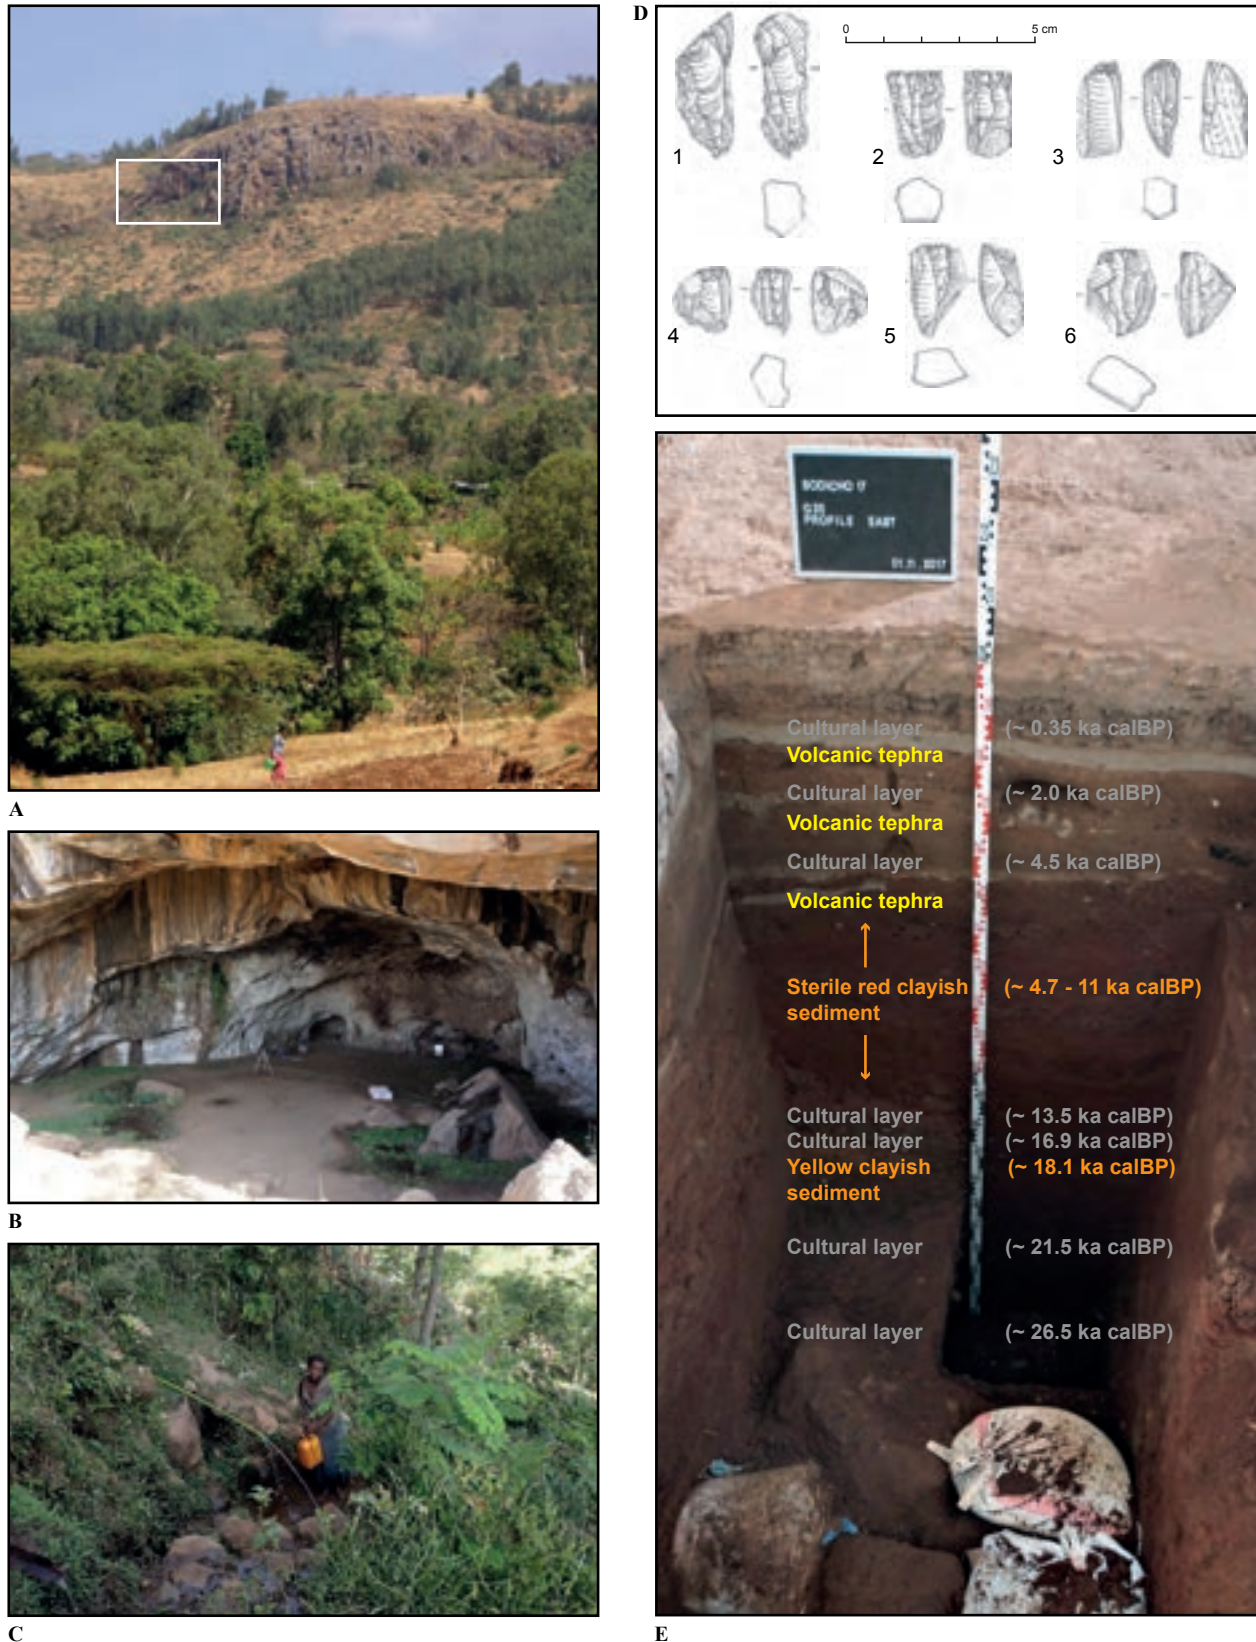 A
B
C
D
0 5 cm
1 2 3
4 5 6
SODICHO 17
PROFILE EAST
Cultural layer (~ 0.35 ka calBP)
Volcanic tephra
Cultural layer (~ 2.0 ka calBP)
Volcanic tephra
Cultural layer (~ 4.5 ka calBP)
Volcanic tephra
Sterile red clayish (~ 4.7 - 11 ka calBP)
sediment
Cultural layer (~ 13.5 ka calBP)
Cultural layer (~ 16.9 ka calBP)
Yellow clayish (~ 18.1 ka calBP)
sediment
Cultural layer (~ 21.5 ka calBP)
Cultural layer (~ 26.5 ka calBP)
E